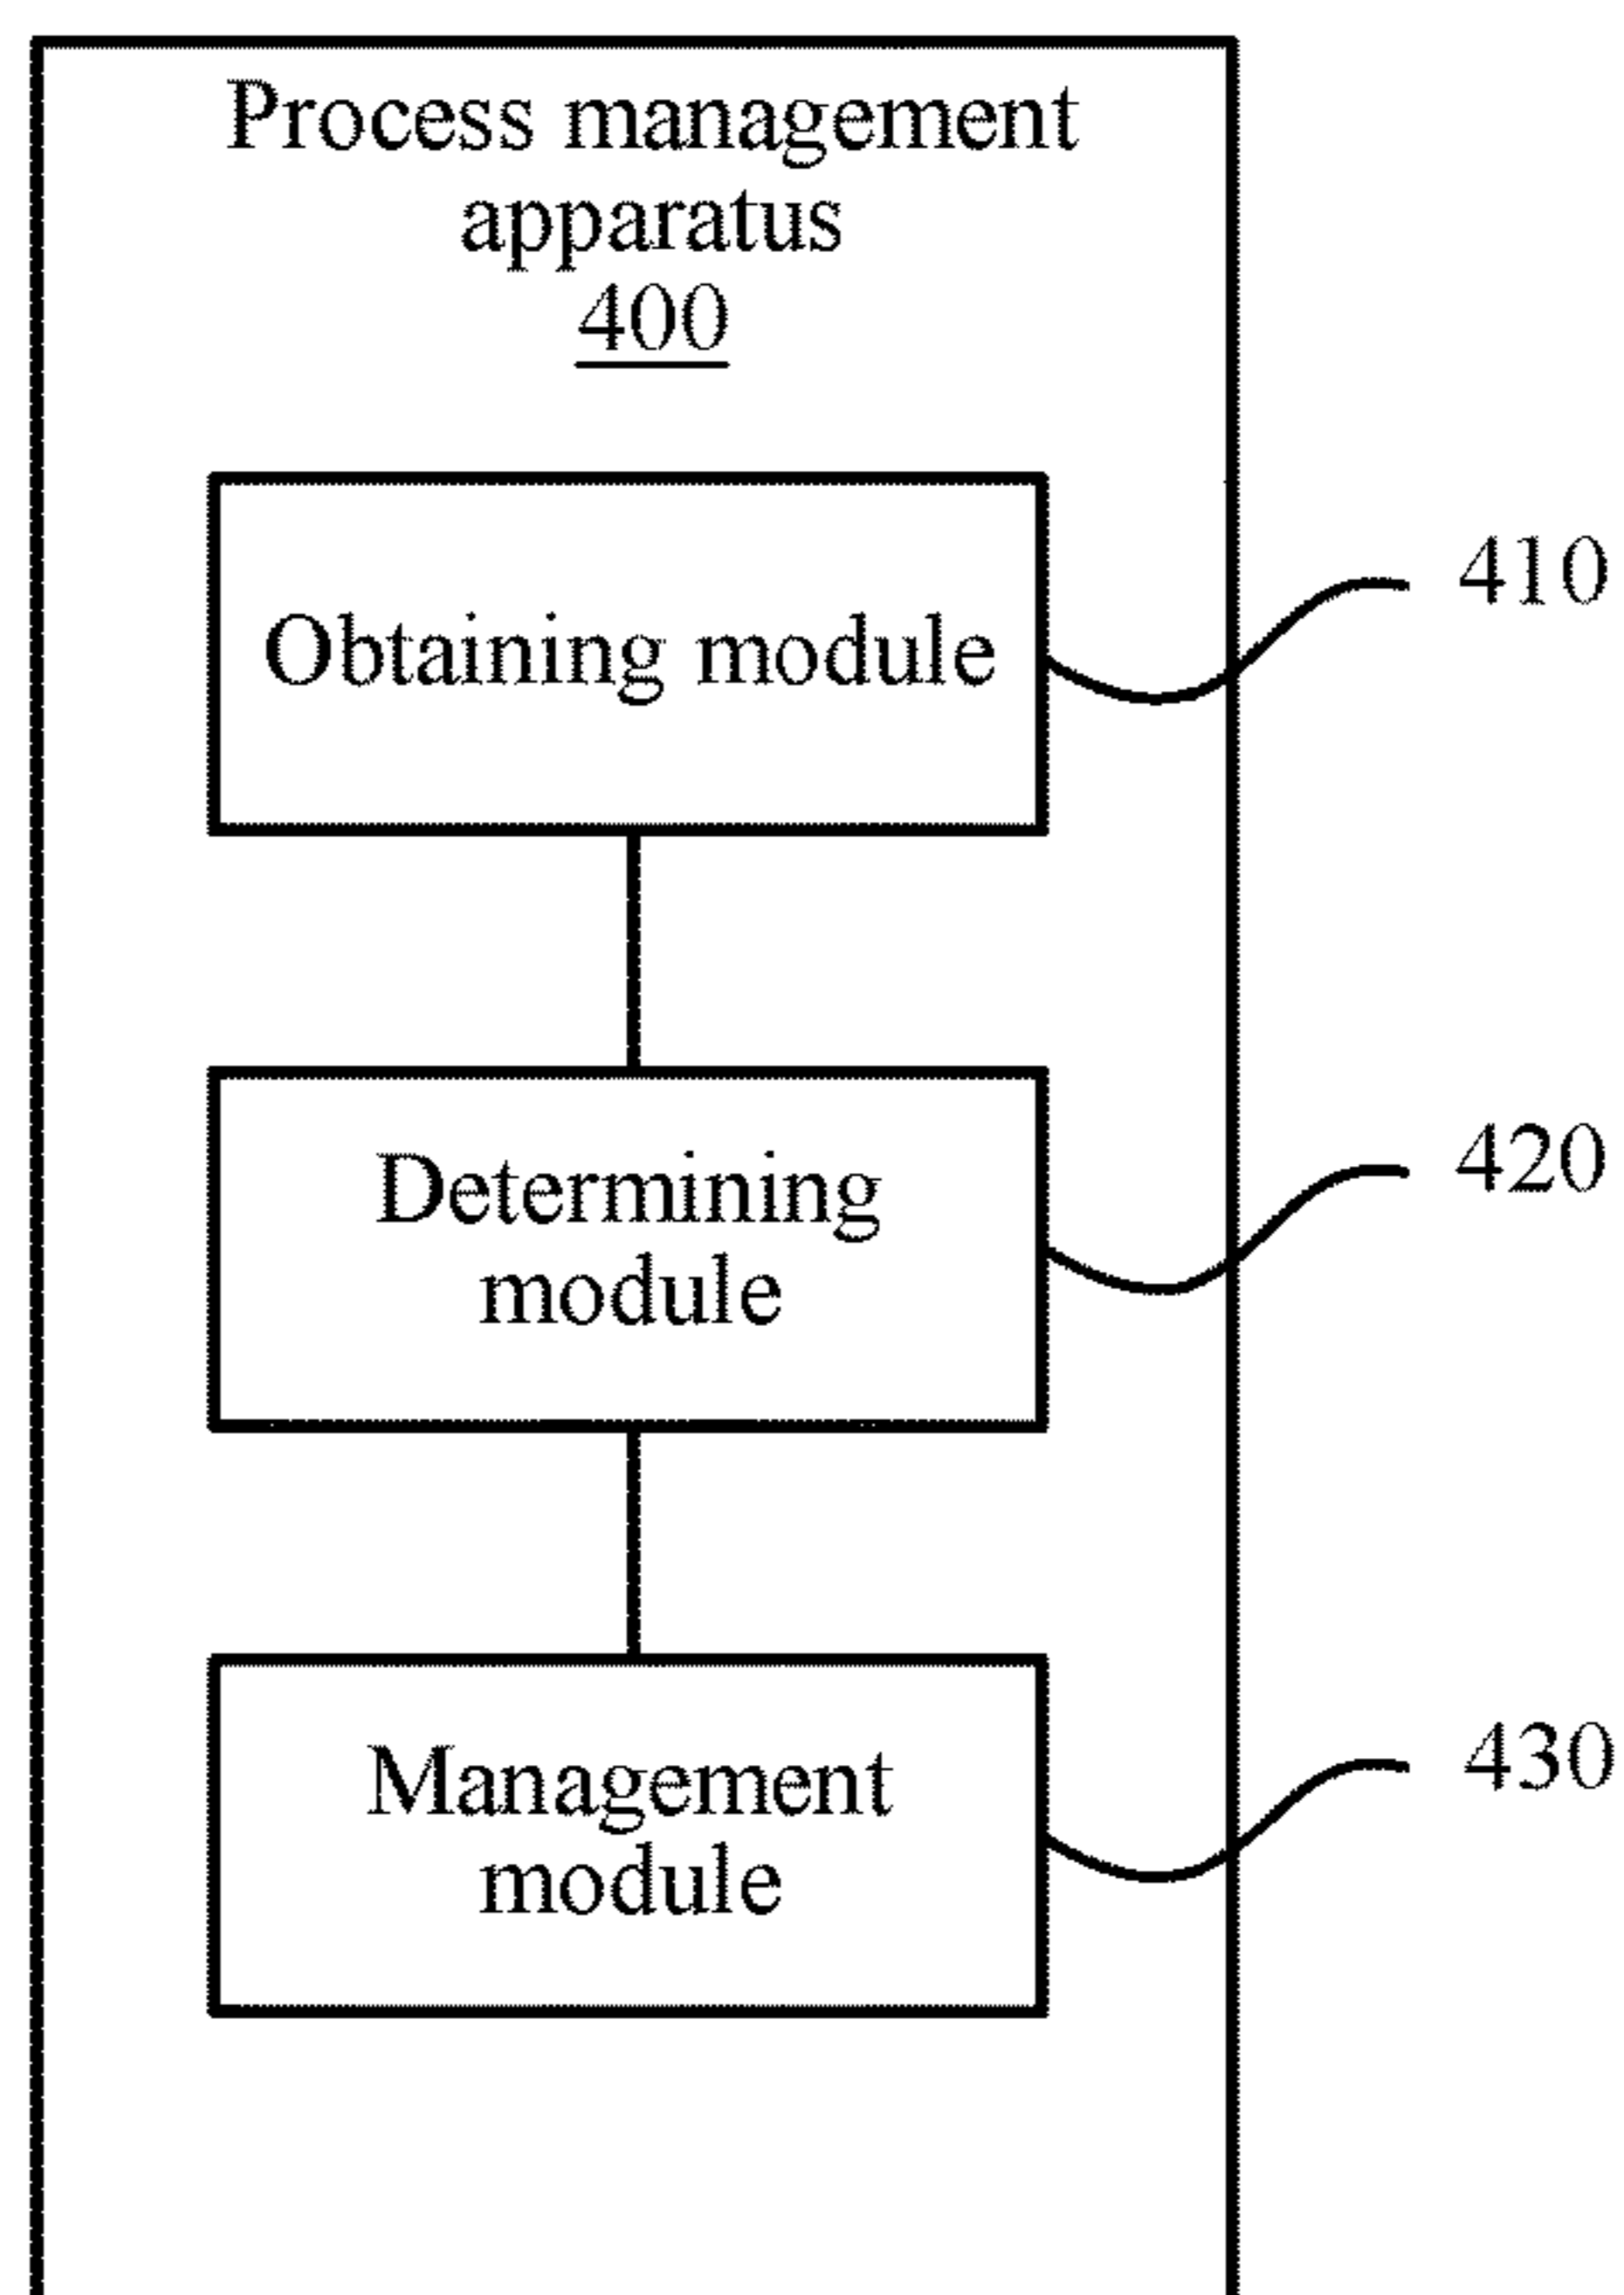 Process management
apparatus
400
Obtaining module
410
Determining
module
420
Management
module
430